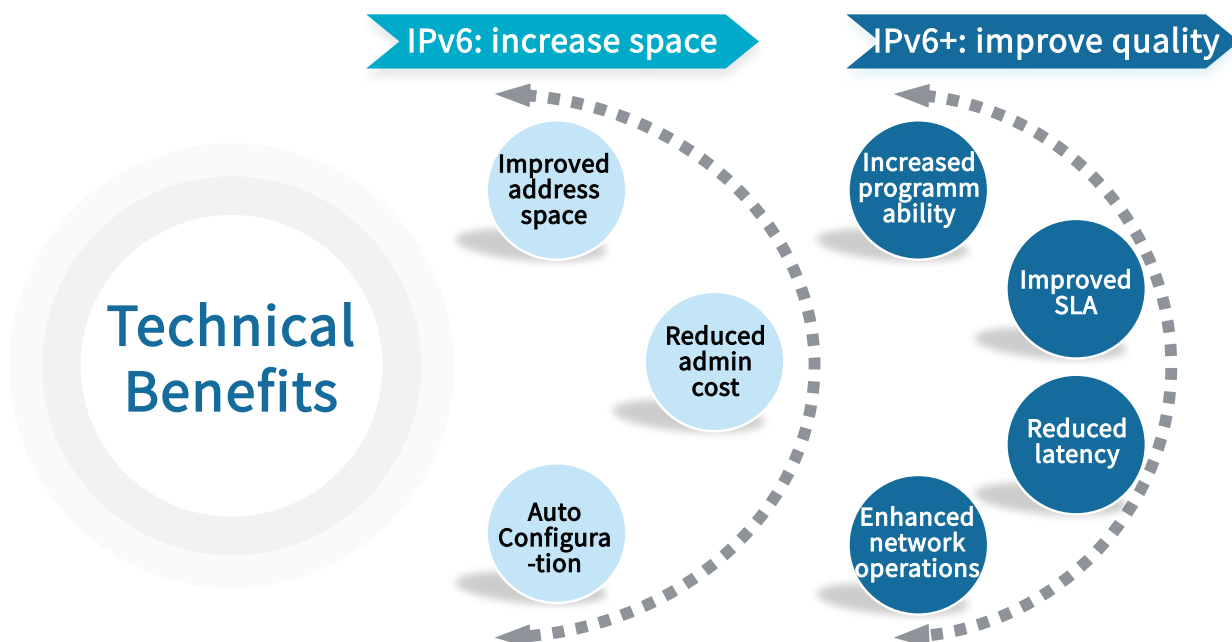 IPv6: increase space
IPv6+: improve quality
Technical
Benefits
Improved
address
space
Reduced
admin
cost
Auto
Configura
-tion
Increased
programm
ability
Improved
SLA
Reduced
latency
Enhanced
network
operations